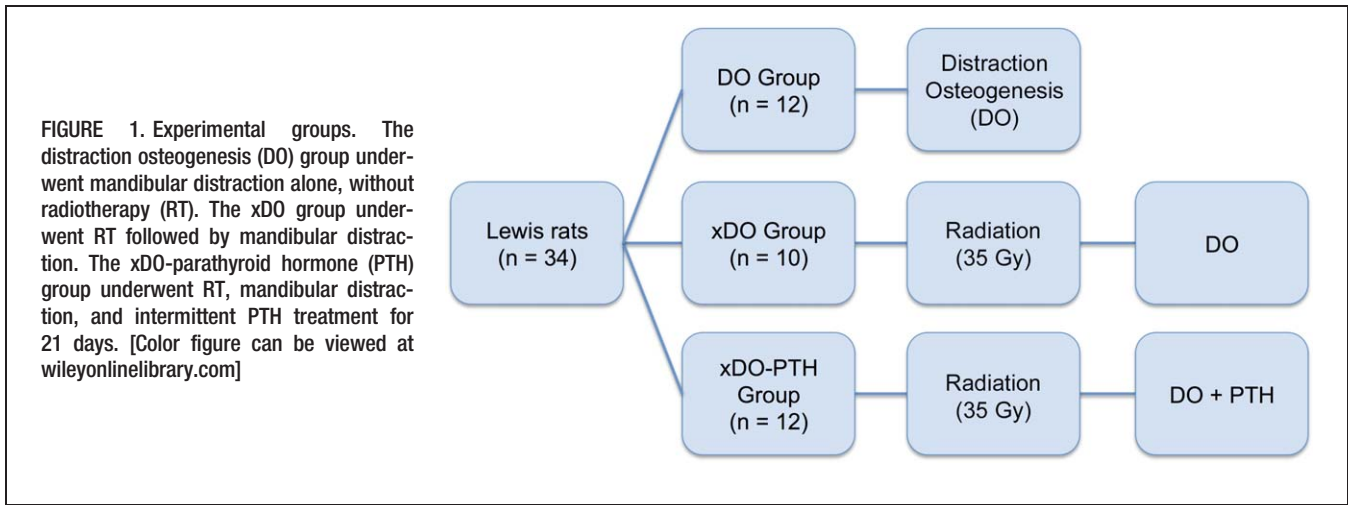 FIGURE 1. Experimental groups. The
distraction osteogenesis (DO) group under-
went mandibular distraction alone, without
radiotherapy (RT). The xDO group under-
went RT followed by mandibular distrac-
tion. The xDO-parathyroid hormone (PTH)
group underwent RT, mandibular distrac-
tion, and intermittent PTH treatment for
21 days. [Color figure can be viewed at
wileyonlinelibrary.com]
Lewis rats
(n = 34)
DO Group
(n = 12)
Distraction
Osteogenesis
(DO)
xDO Group
(n = 10)
Radiation
(35 Gy)
DO
xDO-PTH
Group
(n = 12)
Radiation
(35 Gy)
DO + PTH